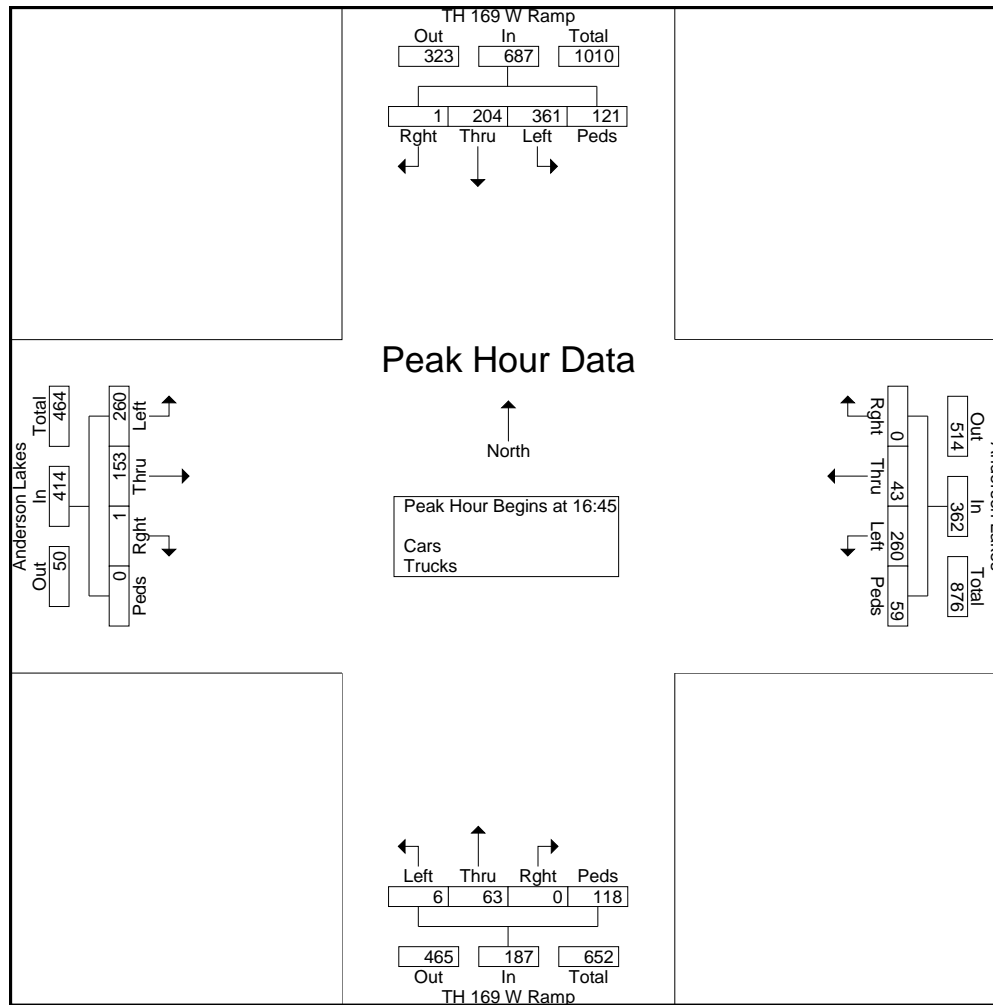 TH 169 W Ramp
Out In Total
323 687 1010
1 204 361 121
Rght Thru Left Peds
Peak Hour Data
North
Peak Hour Begins at 16:45
Cars
Trucks
Anderson Lakes
Out In Total
50 414 464
Peds Rght Thru Left
0 1 153 260
Out In Total
514 362 876
Rght Thru Left Peds
0 43 260 59
Anderson Lakes
Left Thru Rght Peds
6 63 0 118
465 187 652
Out In Total
TH 169 W Ramp